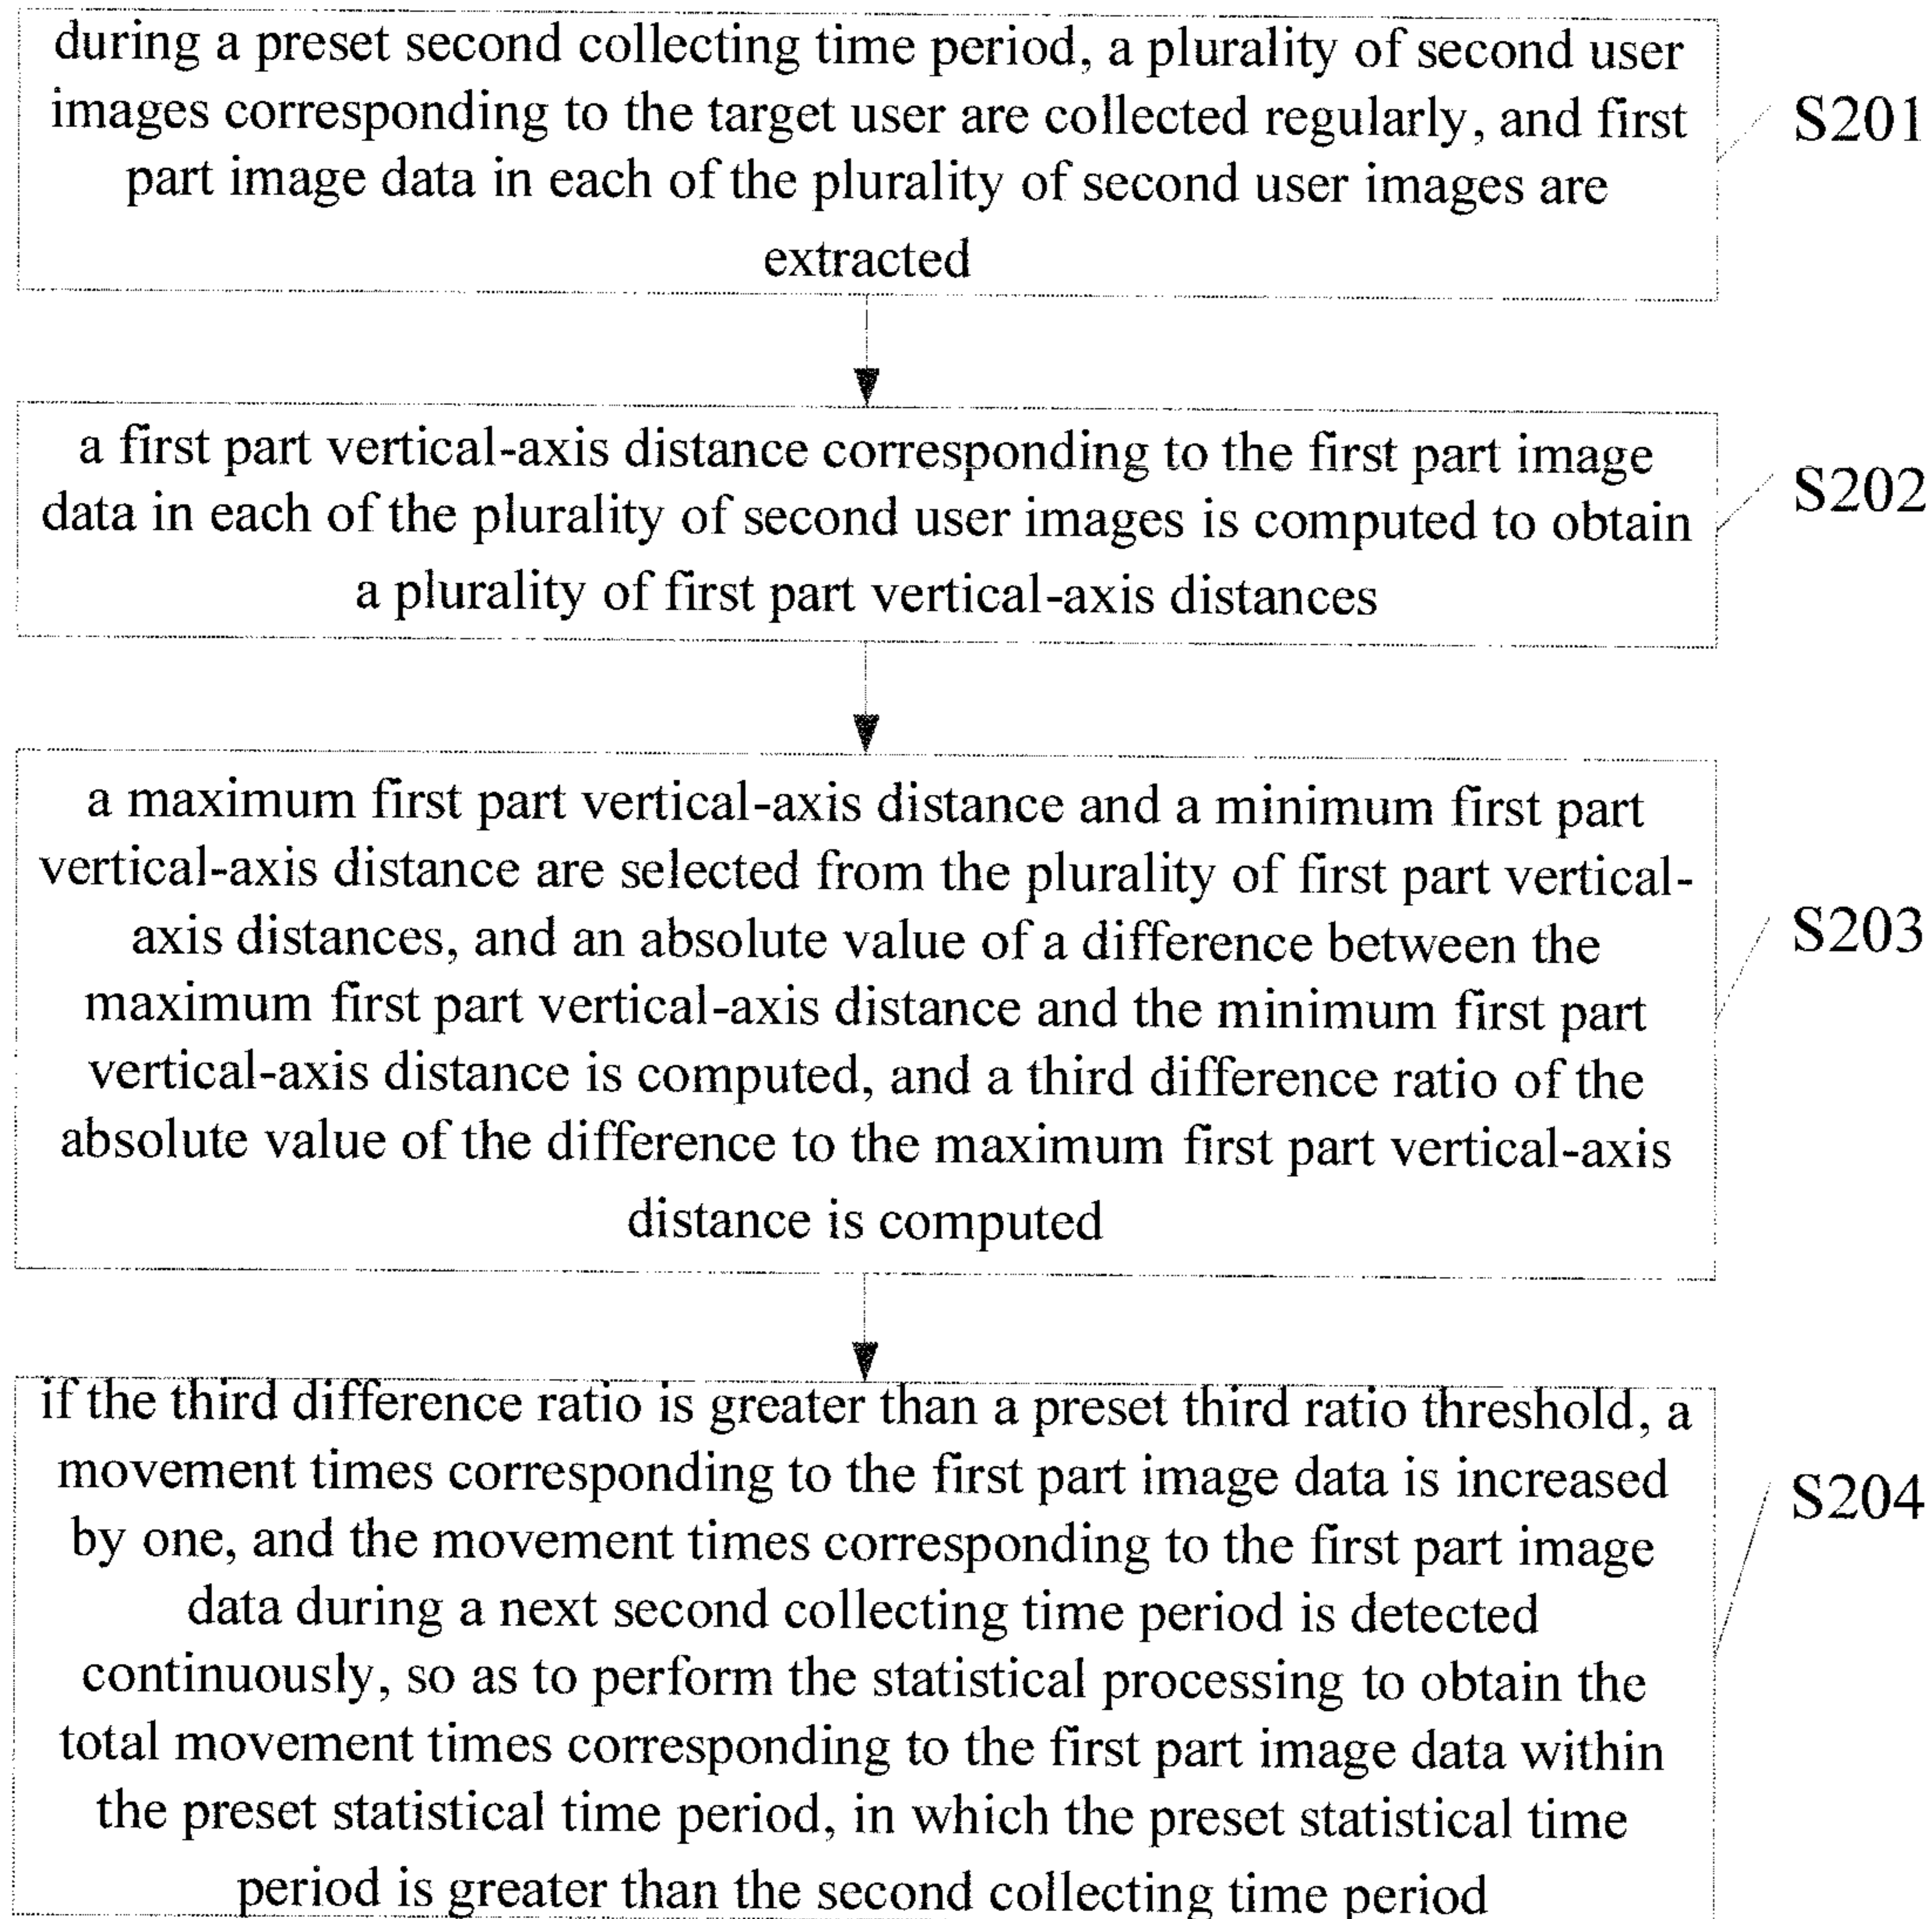 during a preset second collecting time period, a plurality of second user
images corresponding to the target user are collected regularly, and first
part image data in each of the plurality of second user images are
extracted
S201
a first part vertical-axis distance corresponding to the first part image
data in each of the plurality of second user images is computed to obtain
a plurality of first part vertical-axis distances
S202
a maximum first part vertical-axis distance and a minimum first part
vertical-axis distance are selected from the plurality of first part vertical-
axis distances, and an absolute value of a difference between the
maximum first part vertical-axis distance and the minimum first part
vertical-axis distance is computed, and a third difference ratio of the
absolute value of the difference to the maximum first part vertical-axis
distance is computed
S203
if the third difference ratio is greater than a preset third ratio threshold, a
movement times corresponding to the first part image data is increased
by one, and the movement times corresponding to the first part image
data during a next second collecting time period is detected
continuously, so as to perform the statistical processing to obtain the
total movement times corresponding to the first part image data within
the preset statistical time period, in which the preset statistical time
period is greater than the second collecting time period
S204